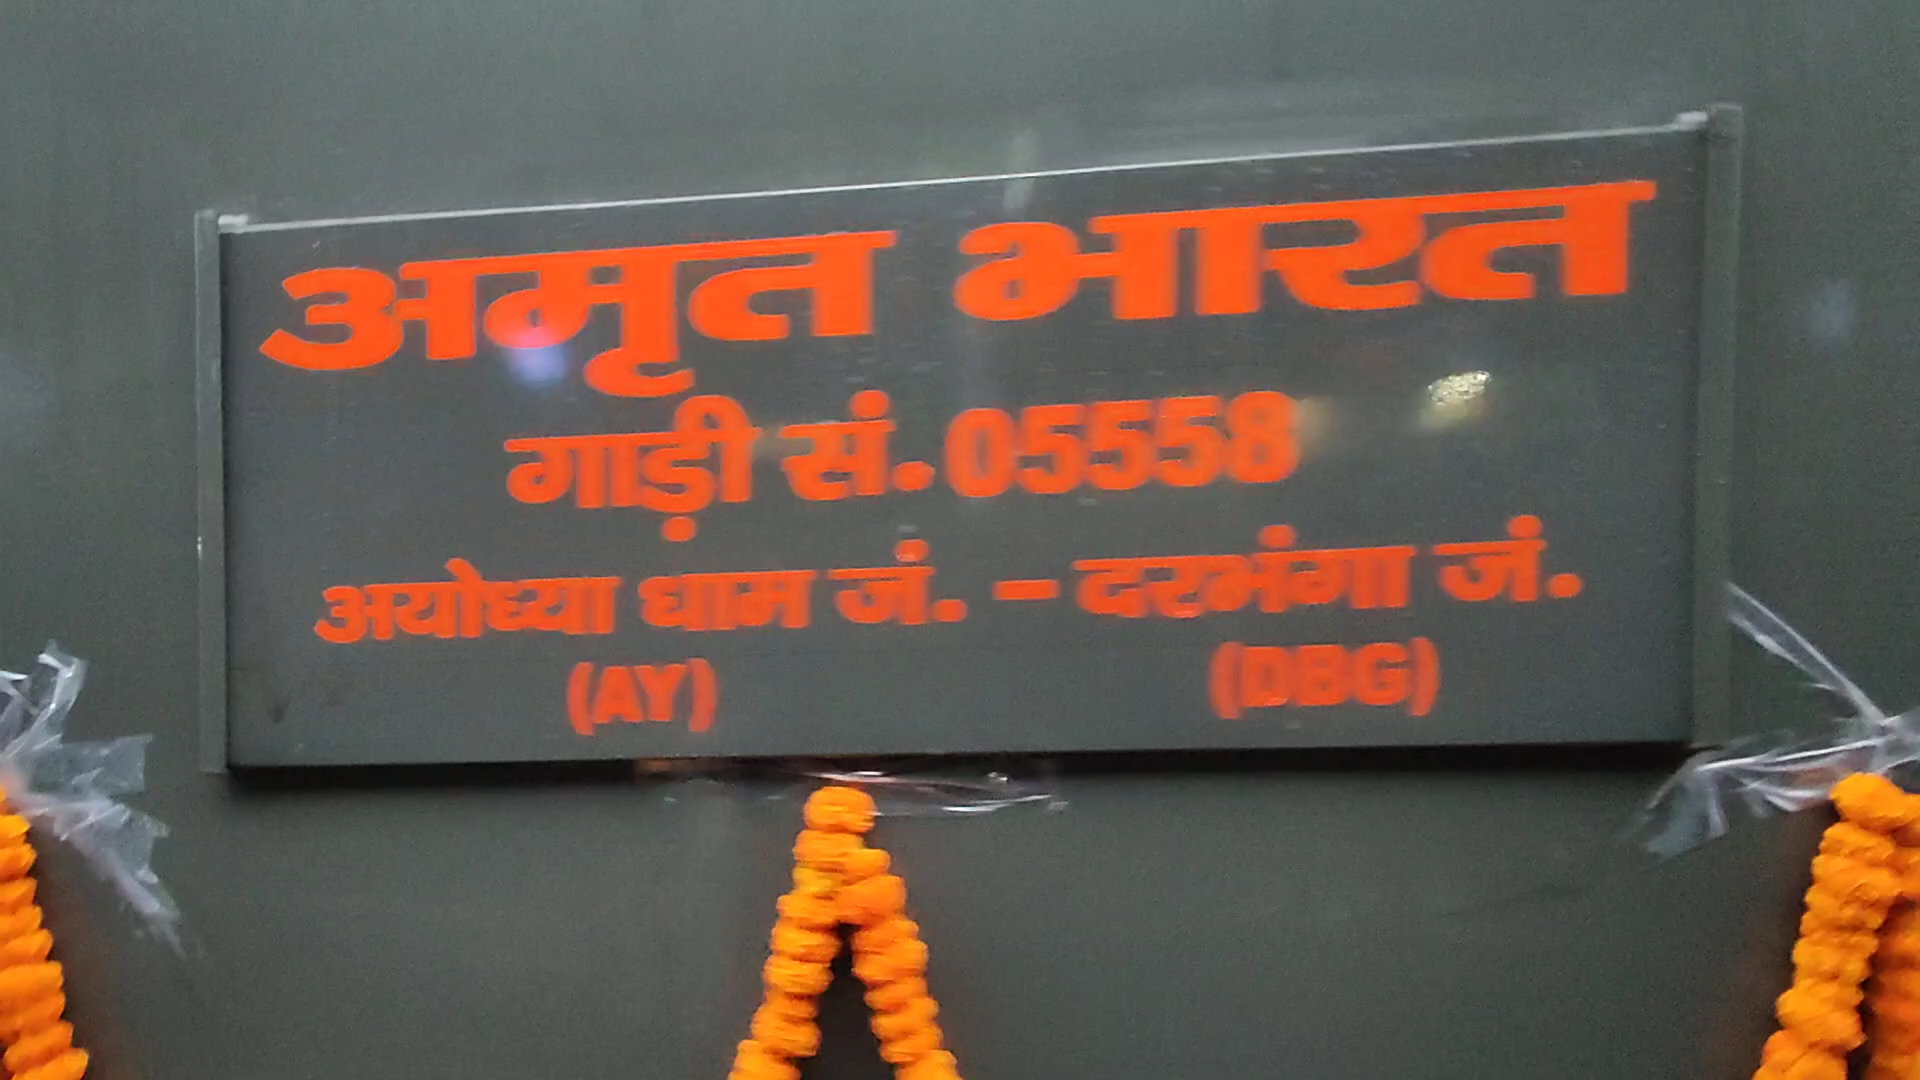 अमृत भारत
गाड़ी सं. 05558
अयोध्या धाम जं. - दरभंगा जं.
(AY) (DBG)